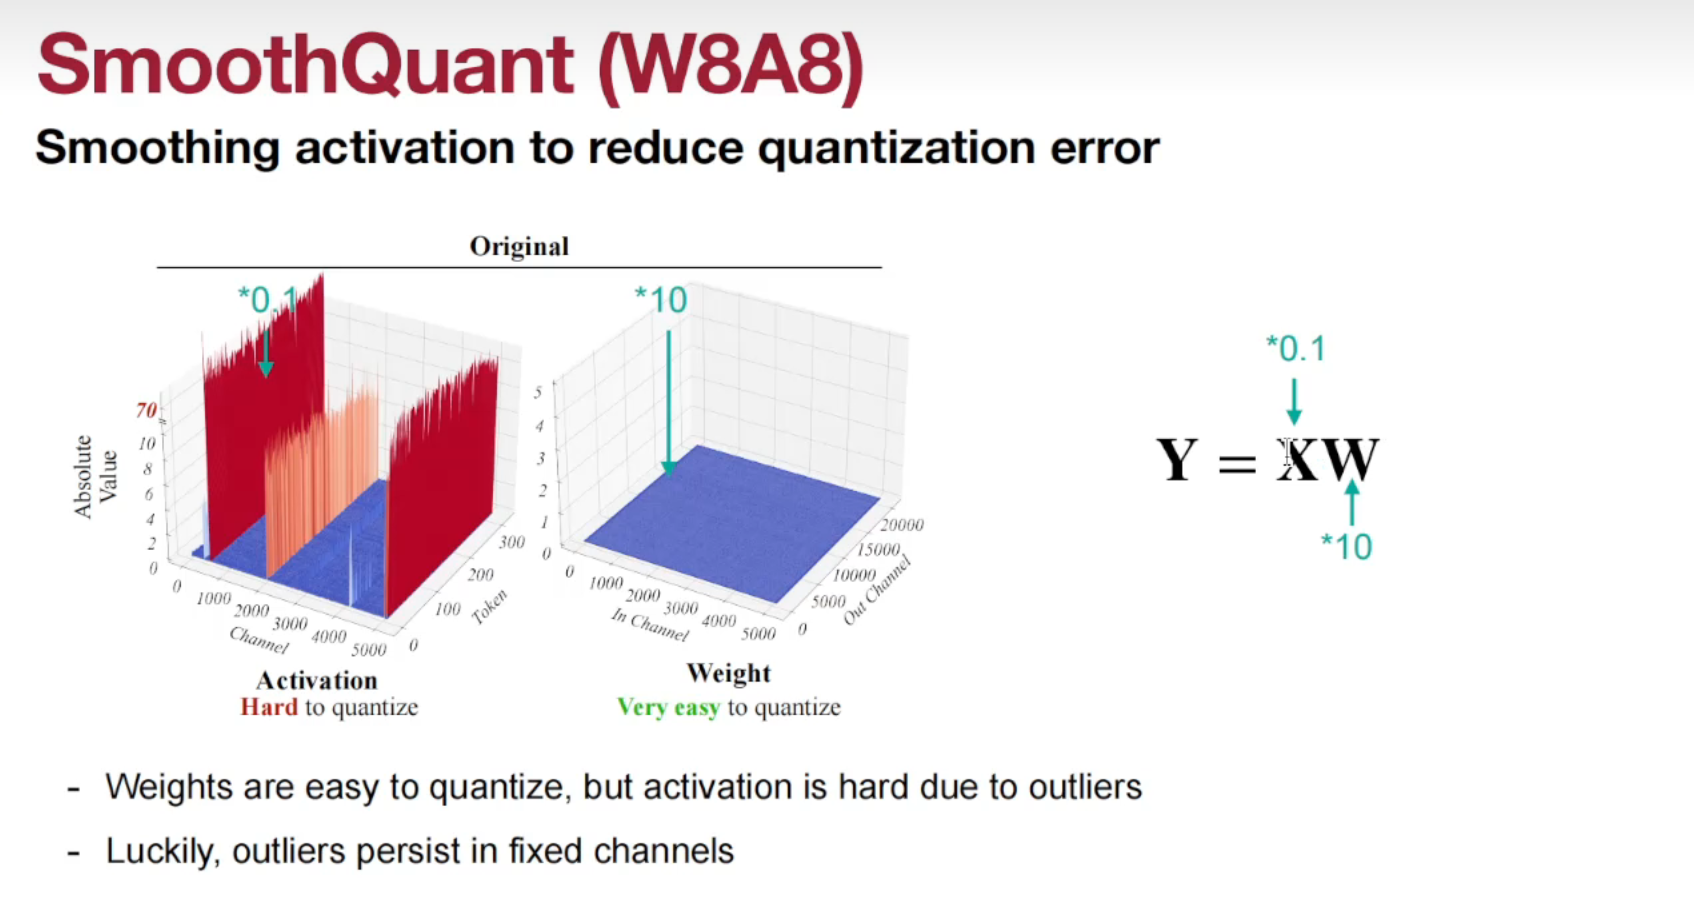 SmoothQuant (W8A8)
Smoothing activation to reduce quantization error
Original
*0.1
*10
70
10
8
6
4
2
0
Absolute
Value
0
1000
2000
3000
4000
5000
Channel
0
100
200
300
Token
5
4
3
2
1
0
0
1000
2000
3000
4000
5000
In Channel
0
5000
10000
15000
20000
Out Channel
Activation
Hard to quantize
Weight
Very easy to quantize
*0.1
Y = XW
*10
- Weights are easy to quantize, but activation is hard due to outliers
- Luckily, outliers persist in fixed channels